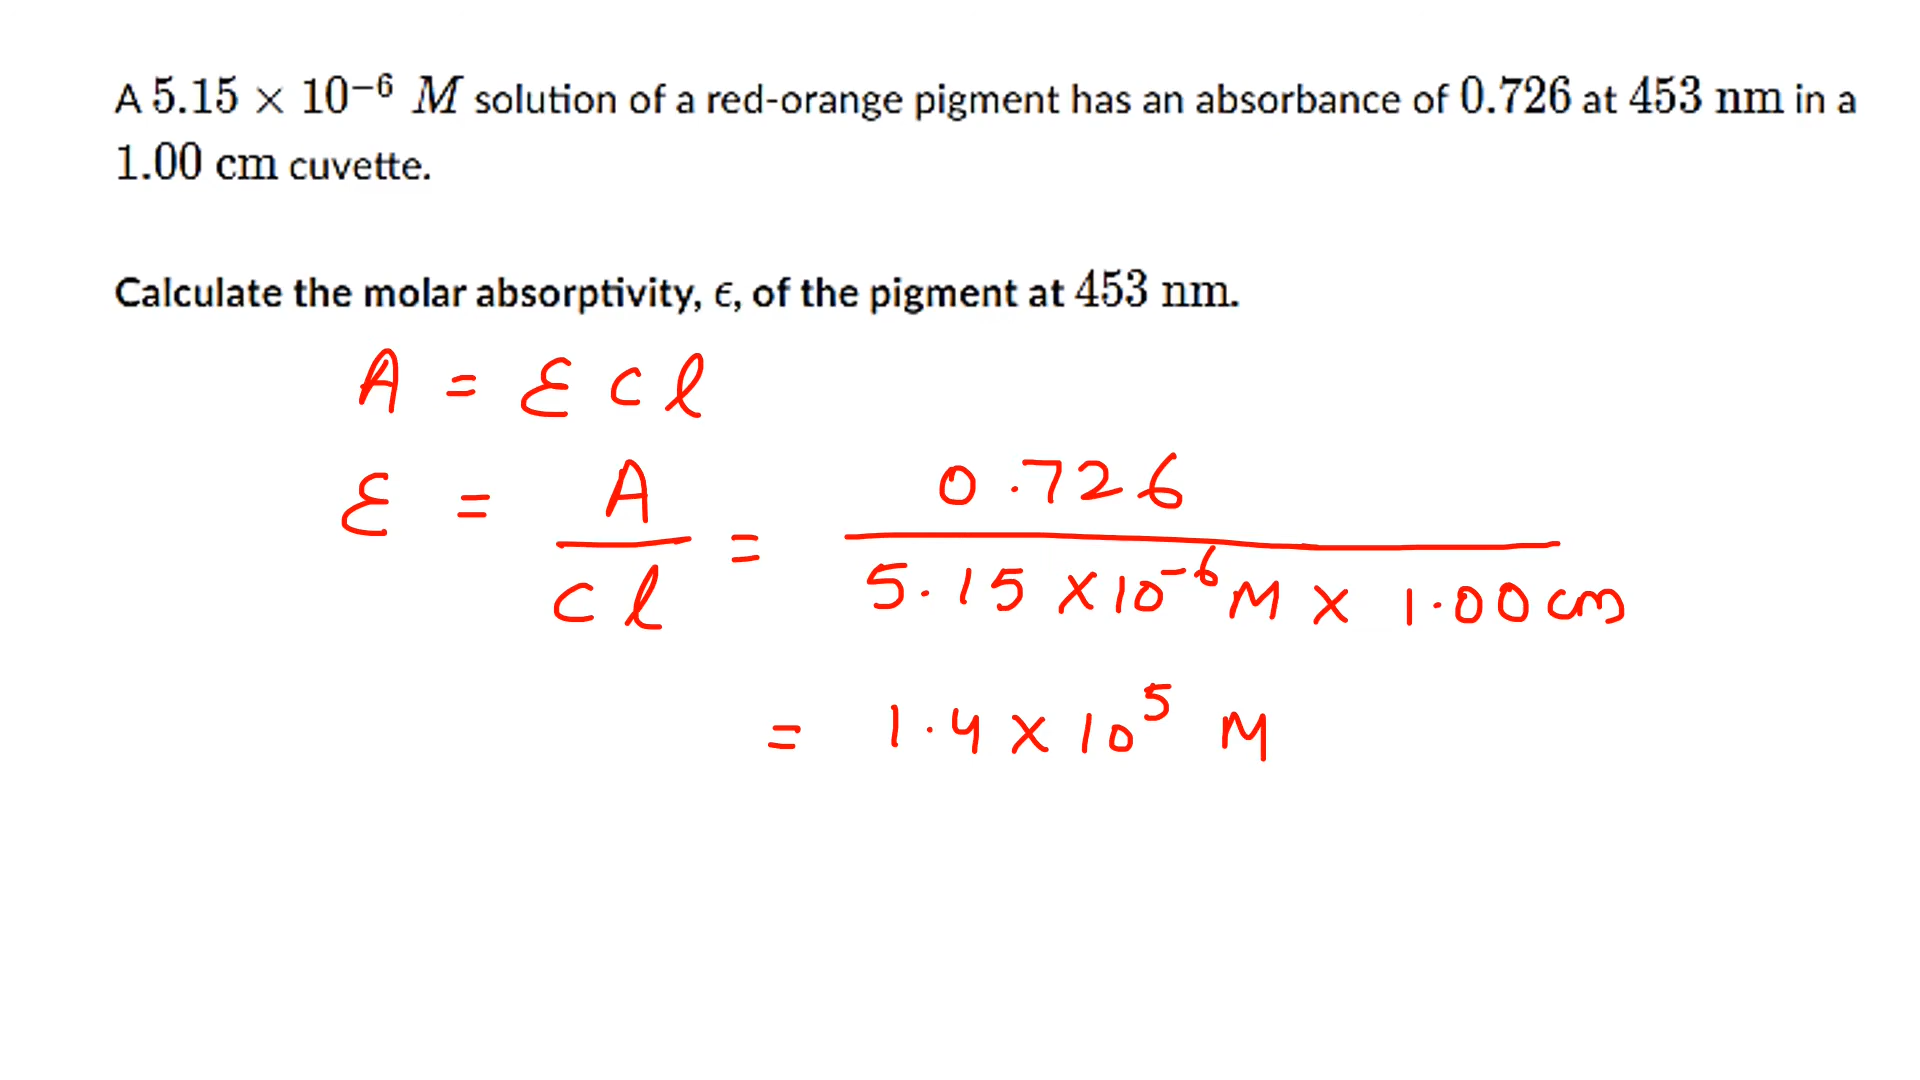 A 5.15 × 10⁻⁶ M solution of a red-orange pigment has an absorbance of 0.726 at 453 nm in a
1.00 cm cuvette.
Calculate the molar absorptivity, ϵ, of the pigment at 453 nm.
A = ε c l
ε = A / c l = 0.726 / 5.15 × 10⁻⁶ M × 1.00 cm
= 1.4 × 10⁵ M